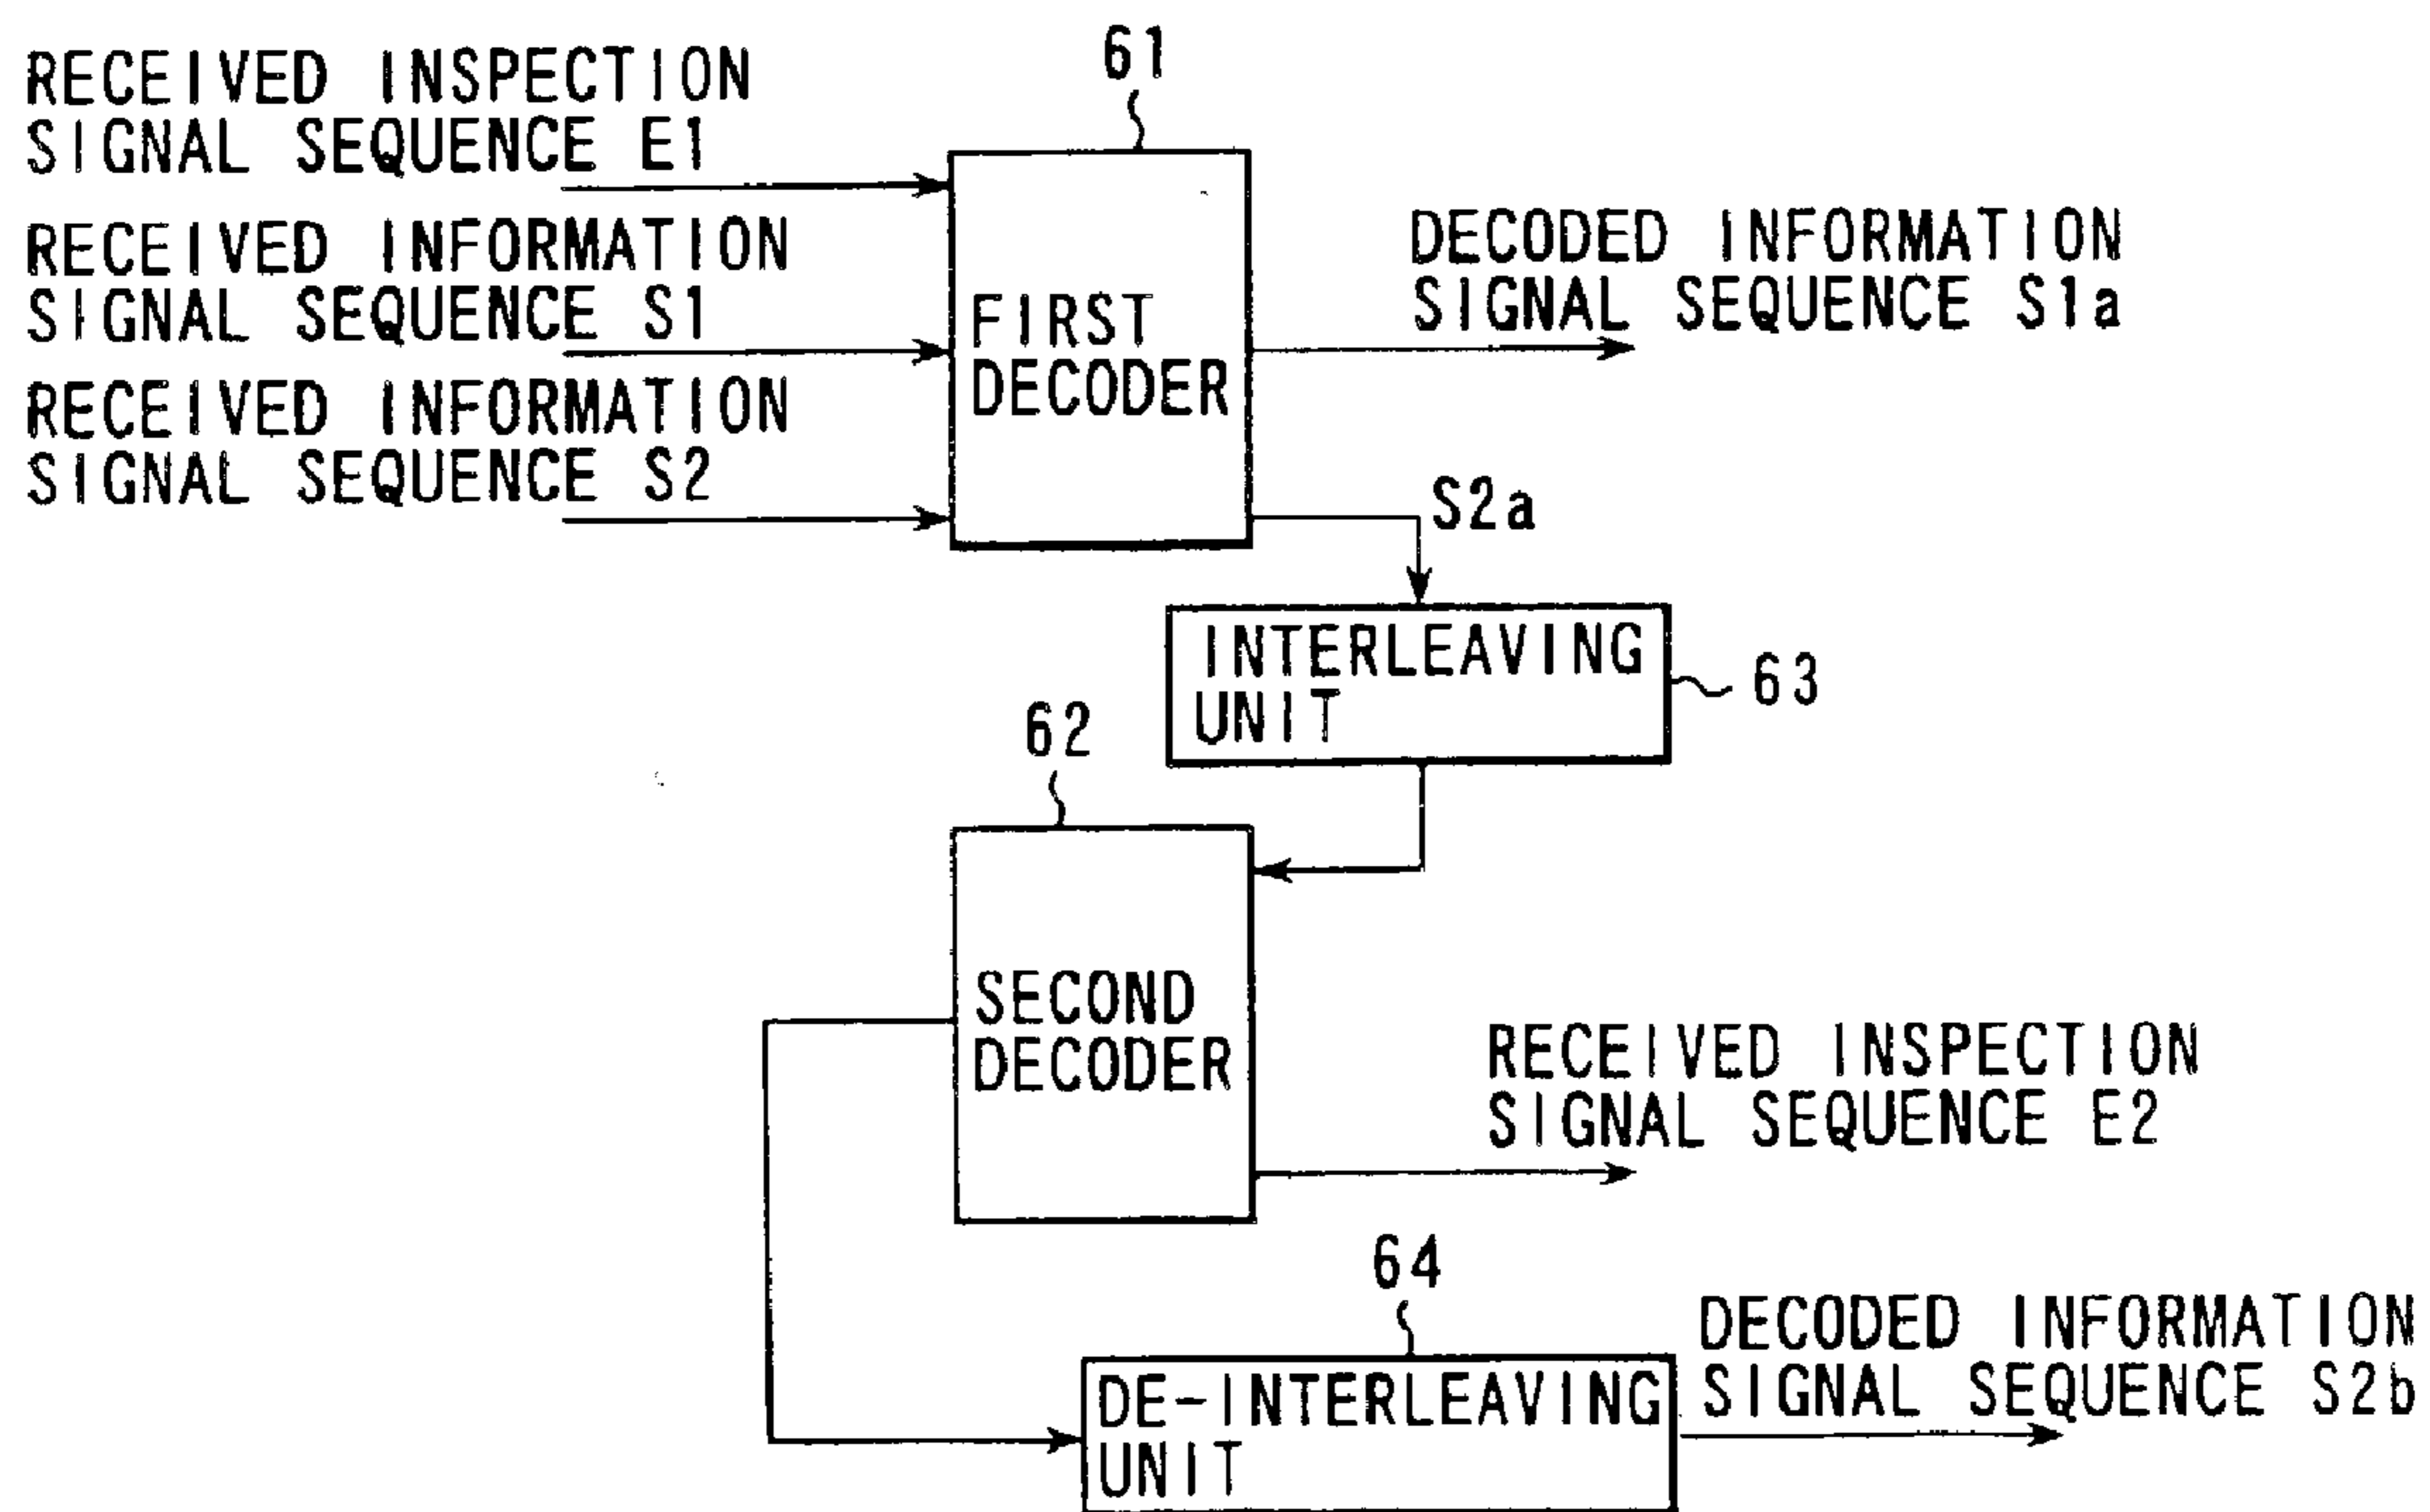 61
RECEIVED INSPECTION
SIGNAL SEQUENCE E1
RECEIVED INFORMATION
SIGNAL SEQUENCE S1
RECEIVED INFORMATION
SIGNAL SEQUENCE S2
FIRST
DECODER
DECODED INFORMATION
SIGNAL SEQUENCE S1a
S2a
INTERLEAVING
UNIT
63
62
SECOND
DECODER
RECEIVED INSPECTION
SIGNAL SEQUENCE E2
64
DE-INTERLEAVING
UNIT
DECODED INFORMATION
SIGNAL SEQUENCE S2b